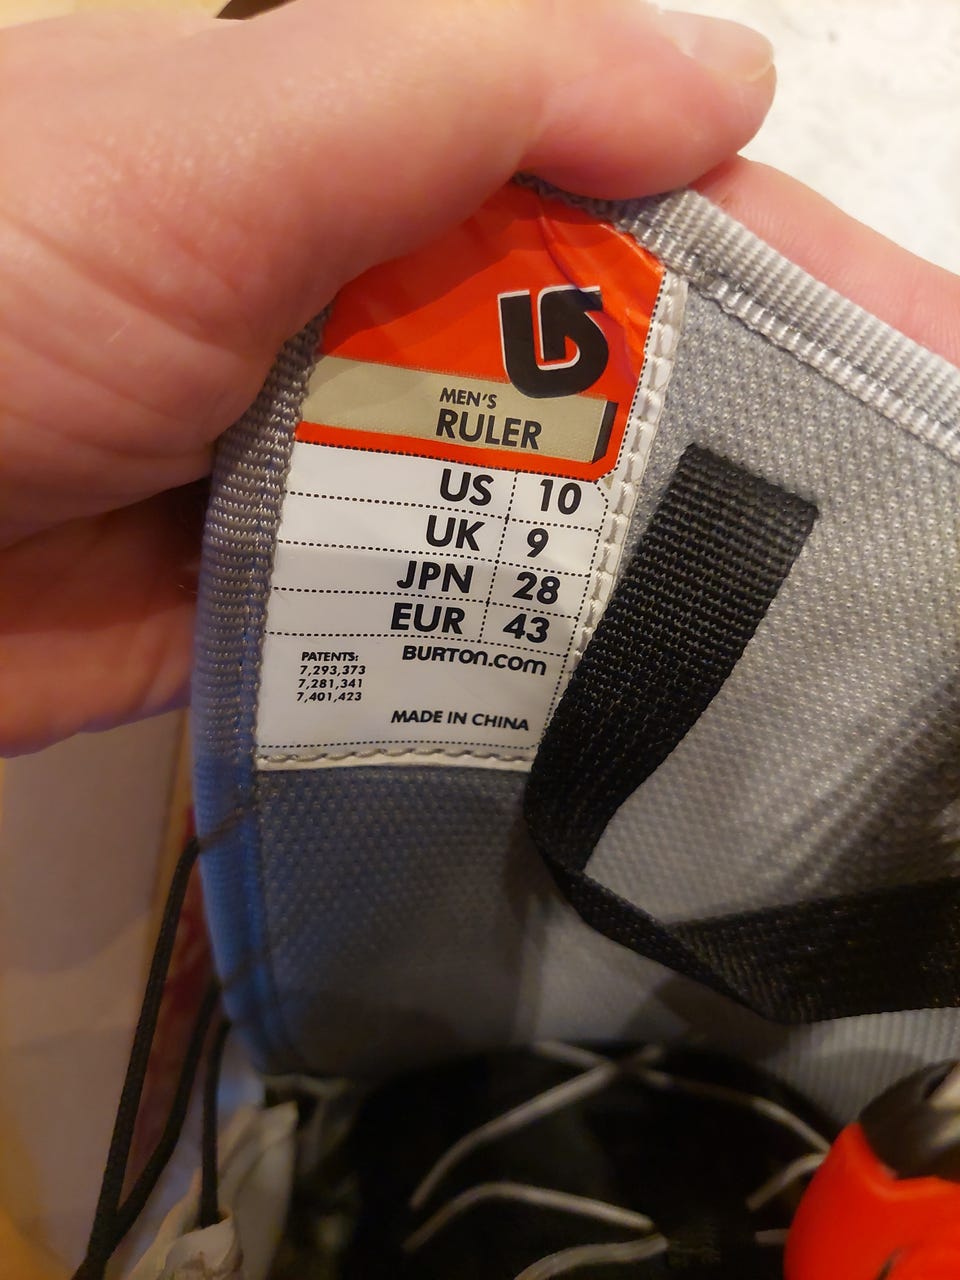 MEN'S
RULER
US 10
UK 9
JPN 28
EUR 43
PATENTS:
7,293,373
7,281,341
7,401,423
BURTON.COM
MADE IN CHINA